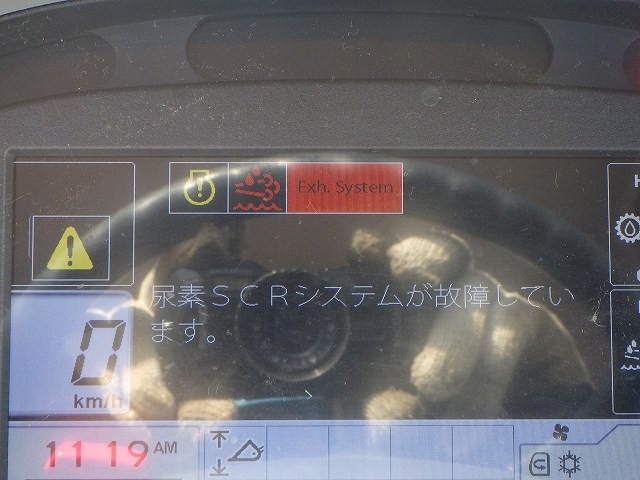 Exh. System
尿素ＳＣＲシステムが故障してい
ます。
0
km/h
11:19 AM